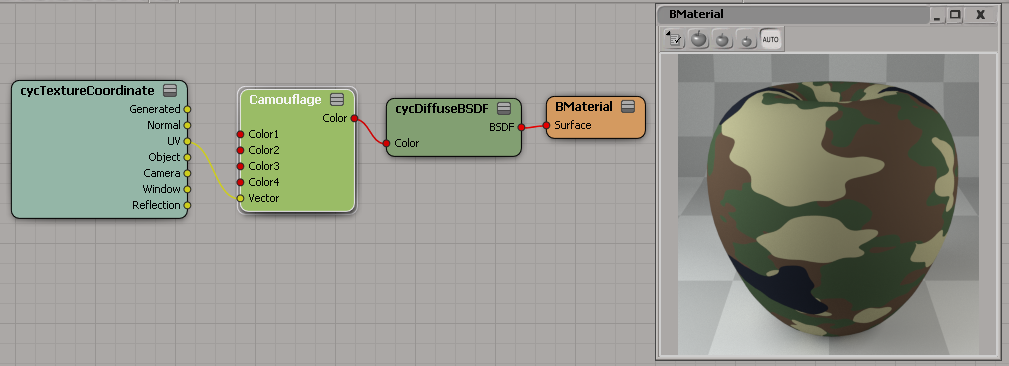 BMaterial
AUTO
cycTextureCoordinate
Generated
Normal
UV
Object
Camera
Window
Reflection
Camouflage
Color
Color1
Color2
Color3
Color4
Vector
cycDiffuseBSDF
BSDF
Color
BMaterial
Surface